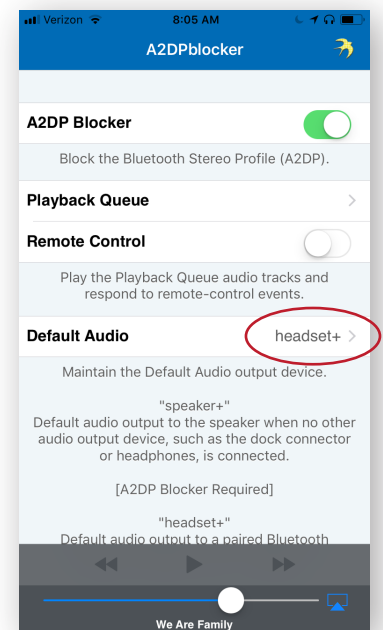 Verizon 8:05 AM
A2DPblocker
A2DP Blocker
Block the Bluetooth Stereo Profile (A2DP).
Playback Queue
Remote Control
Play the Playback Queue audio tracks and
respond to remote-control events.
Default Audio headset+
Maintain the Default Audio output device.
"speaker+"
Default audio output to the speaker when no other
audio output device, such as the dock connector
or headphones, is connected.
[A2DP Blocker Required]
"headset+"
Default audio output to a paired Bluetooth
We Are Family